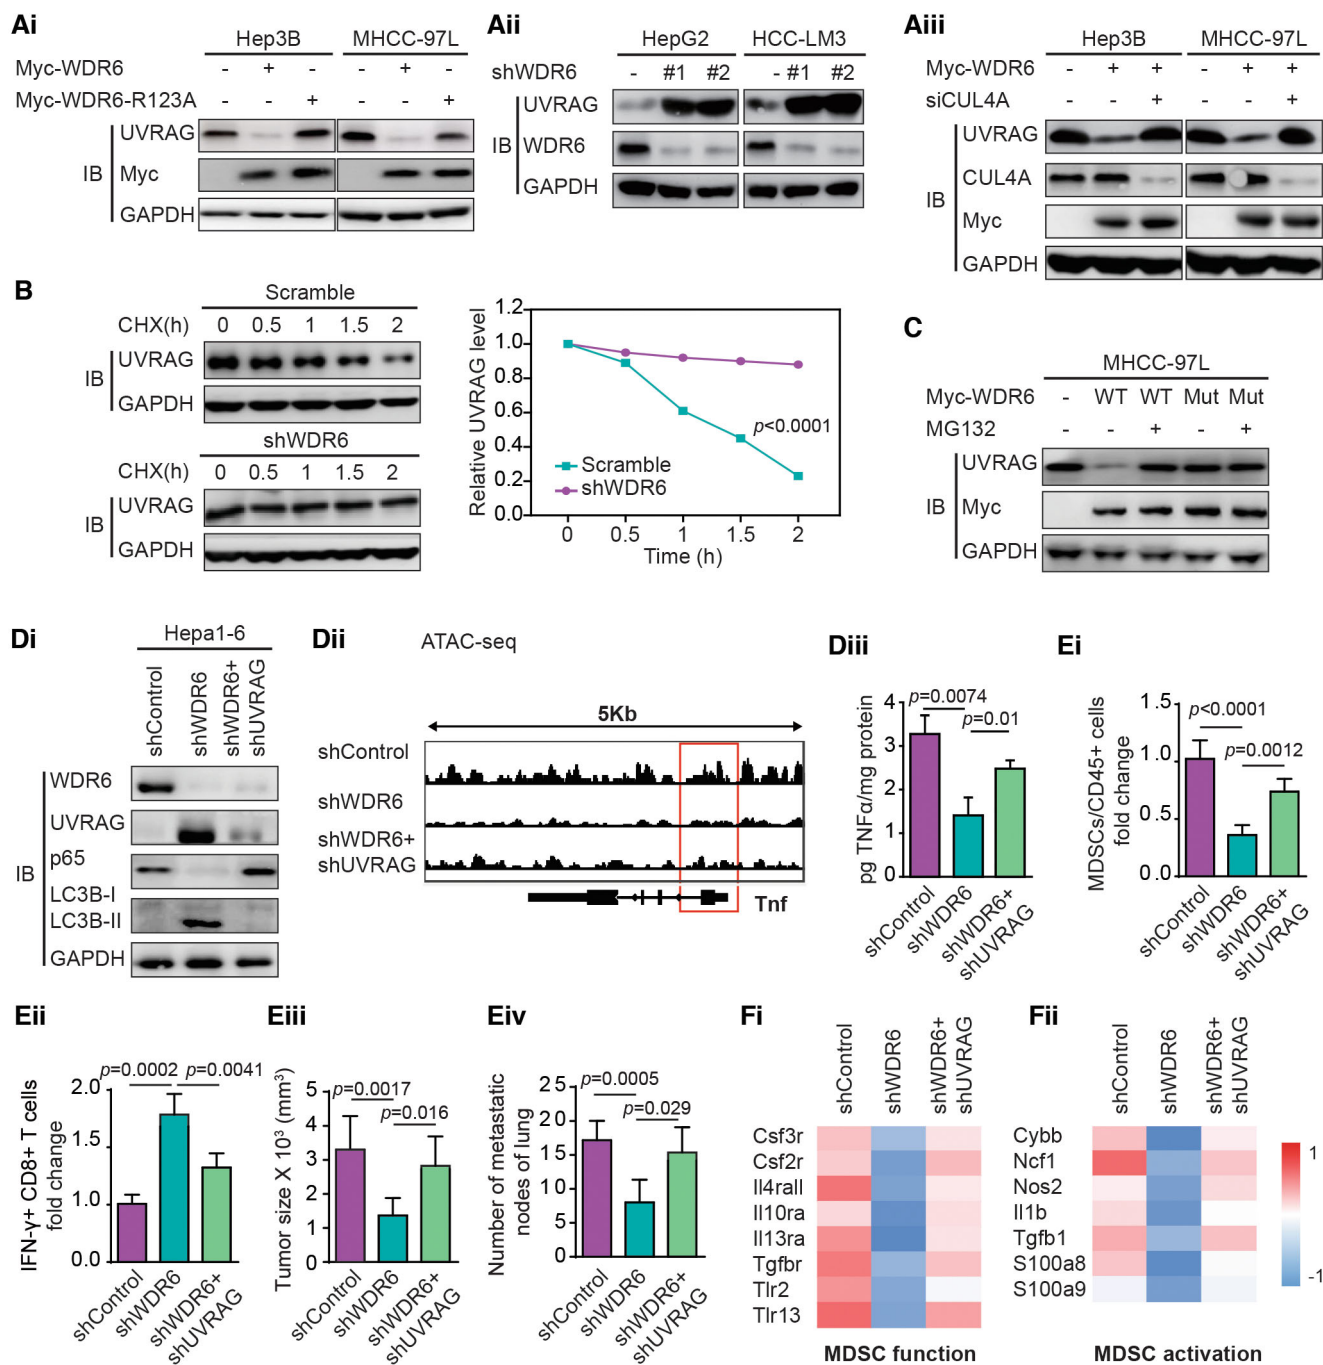 Ai
Hep3B MHCC-97L
Myc-WDR6 - + - - + -
Myc-WDR6-R123A - - + - - +
IB
UVRAG
Myc
GAPDH
Aii
HepG2 HCC-LM3
shWDR6 - #1 #2 - #1 #2
IB
UVRAG
WDR6
GAPDH
Aiii
Hep3B MHCC-97L
Myc-WDR6 - + + - + +
siCUL4A - - + - - +
IB
UVRAG
CUL4A
Myc
GAPDH
B
Scramble
CHX(h) 0 0.5 1 1.5 2
IB
UVRAG
GAPDH
shWDR6
CHX(h) 0 0.5 1 1.5 2
IB
UVRAG
GAPDH
Relative UVRAG level
1.2
1.0
0.8
0.6
0.4
0.2
0.0
p<0.0001
Scramble
shWDR6
0 0.5 1 1.5 2
Time (h)
C
MHCC-97L
Myc-WDR6 - WT WT Mut Mut
MG132 - - + - +
IB
UVRAG
Myc
GAPDH
Di
Hepa1-6
shControl
shWDR6
shWDR6+
shUVRAG
IB
WDR6
UVRAG
p65
LC3B-I
LC3B-II
GAPDH
Dii
ATAC-seq
5Kb
shControl
shWDR6
shWDR6+
shUVRAG
Tnf
Diii
pg TNFα/mg protein
p=0.0074
p=0.01
4
3
2
1
0
shControl
shWDR6
shWDR6+
shUVRAG
Ei
MDSCs/CD45+ cells
fold change
1.5
p<0.0001
p=0.0012
1.0
0.5
0.0
shControl
shWDR6
shWDR6+
shUVRAG
Eii
IFN-γ+ CD8+ T cells
fold change
p=0.0002 p=0.0041
2.0
1.5
1.0
0.0
shControl
shWDR6
shWDR6+
shUVRAG
Eiii
Tumor size X 10³ (mm³)
5
p=0.0017
p=0.016
4
3
2
1
0
shControl
shWDR6
shWDR6+
shUVRAG
Eiv
Number of metastatic
nodes of lung
25
p=0.0005
p=0.029
20
15
10
5
0
shControl
shWDR6
shWDR6+
shUVRAG
Fi
shControl
shWDR6
shWDR6+
shUVRAG
Csf3r
Csf2r
Il4rall
Il10ra
Il13ra
Tgfbr
Tlr2
Tlr13
MDSC function
Fii
shControl
shWDR6
shWDR6+
shUVRAG
Cybb
Ncf1
Nos2
Il1b
Tgfb1
S100a8
S100a9
1
-1
MDSC activation